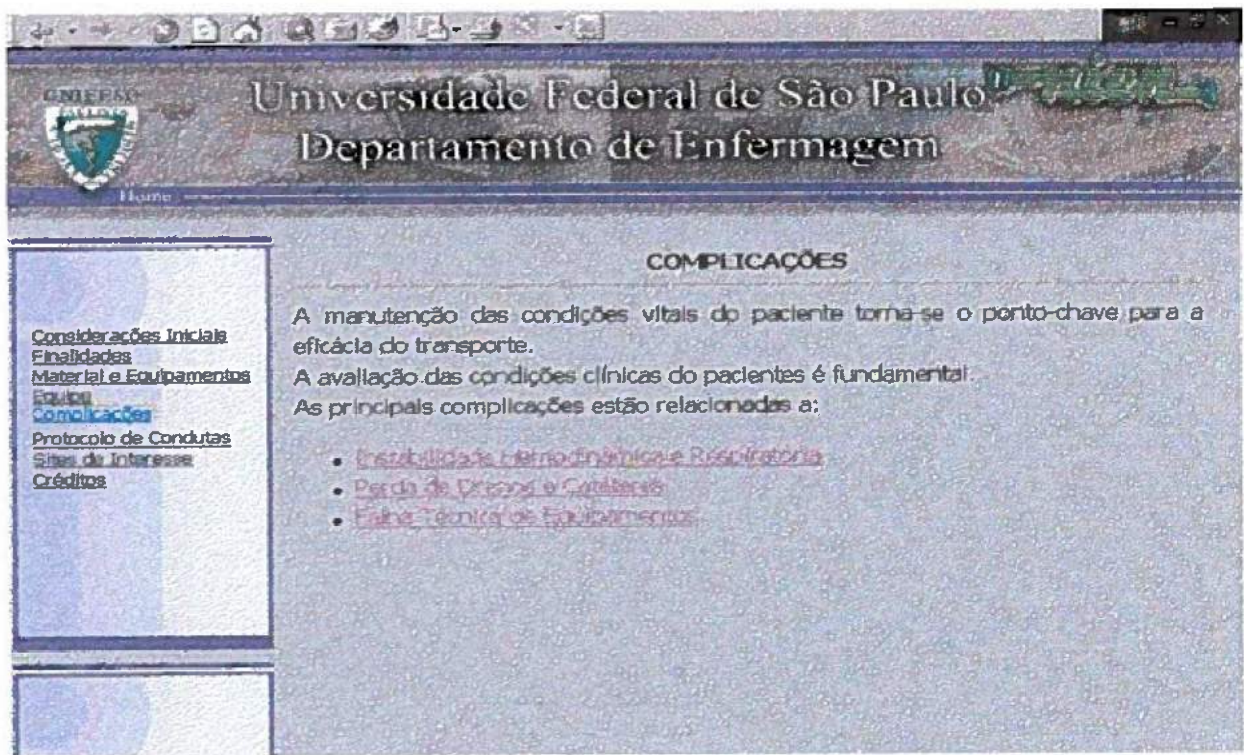 UNIFESP
Universidade Federal de São Paulo
Departamento de Enfermagem
Home
Considerações Iniciais
Finalidades
Material e Equipamentos
Equipe
Complicações
Protocolo de Condutas
Sites de Interesse
Créditos
COMPLICAÇÕES
A manutenção das condições vitais do paciente torna-se o ponto-chave para a
eficácia do transporte.
A avaliação das condições clínicas do pacientes é fundamental.
As principais complicações estão relacionadas a:
Instabilidade Hemodinâmica e Respiratória
Perda de Drenos e Catéteres
Falha Técnica de Equipamentos